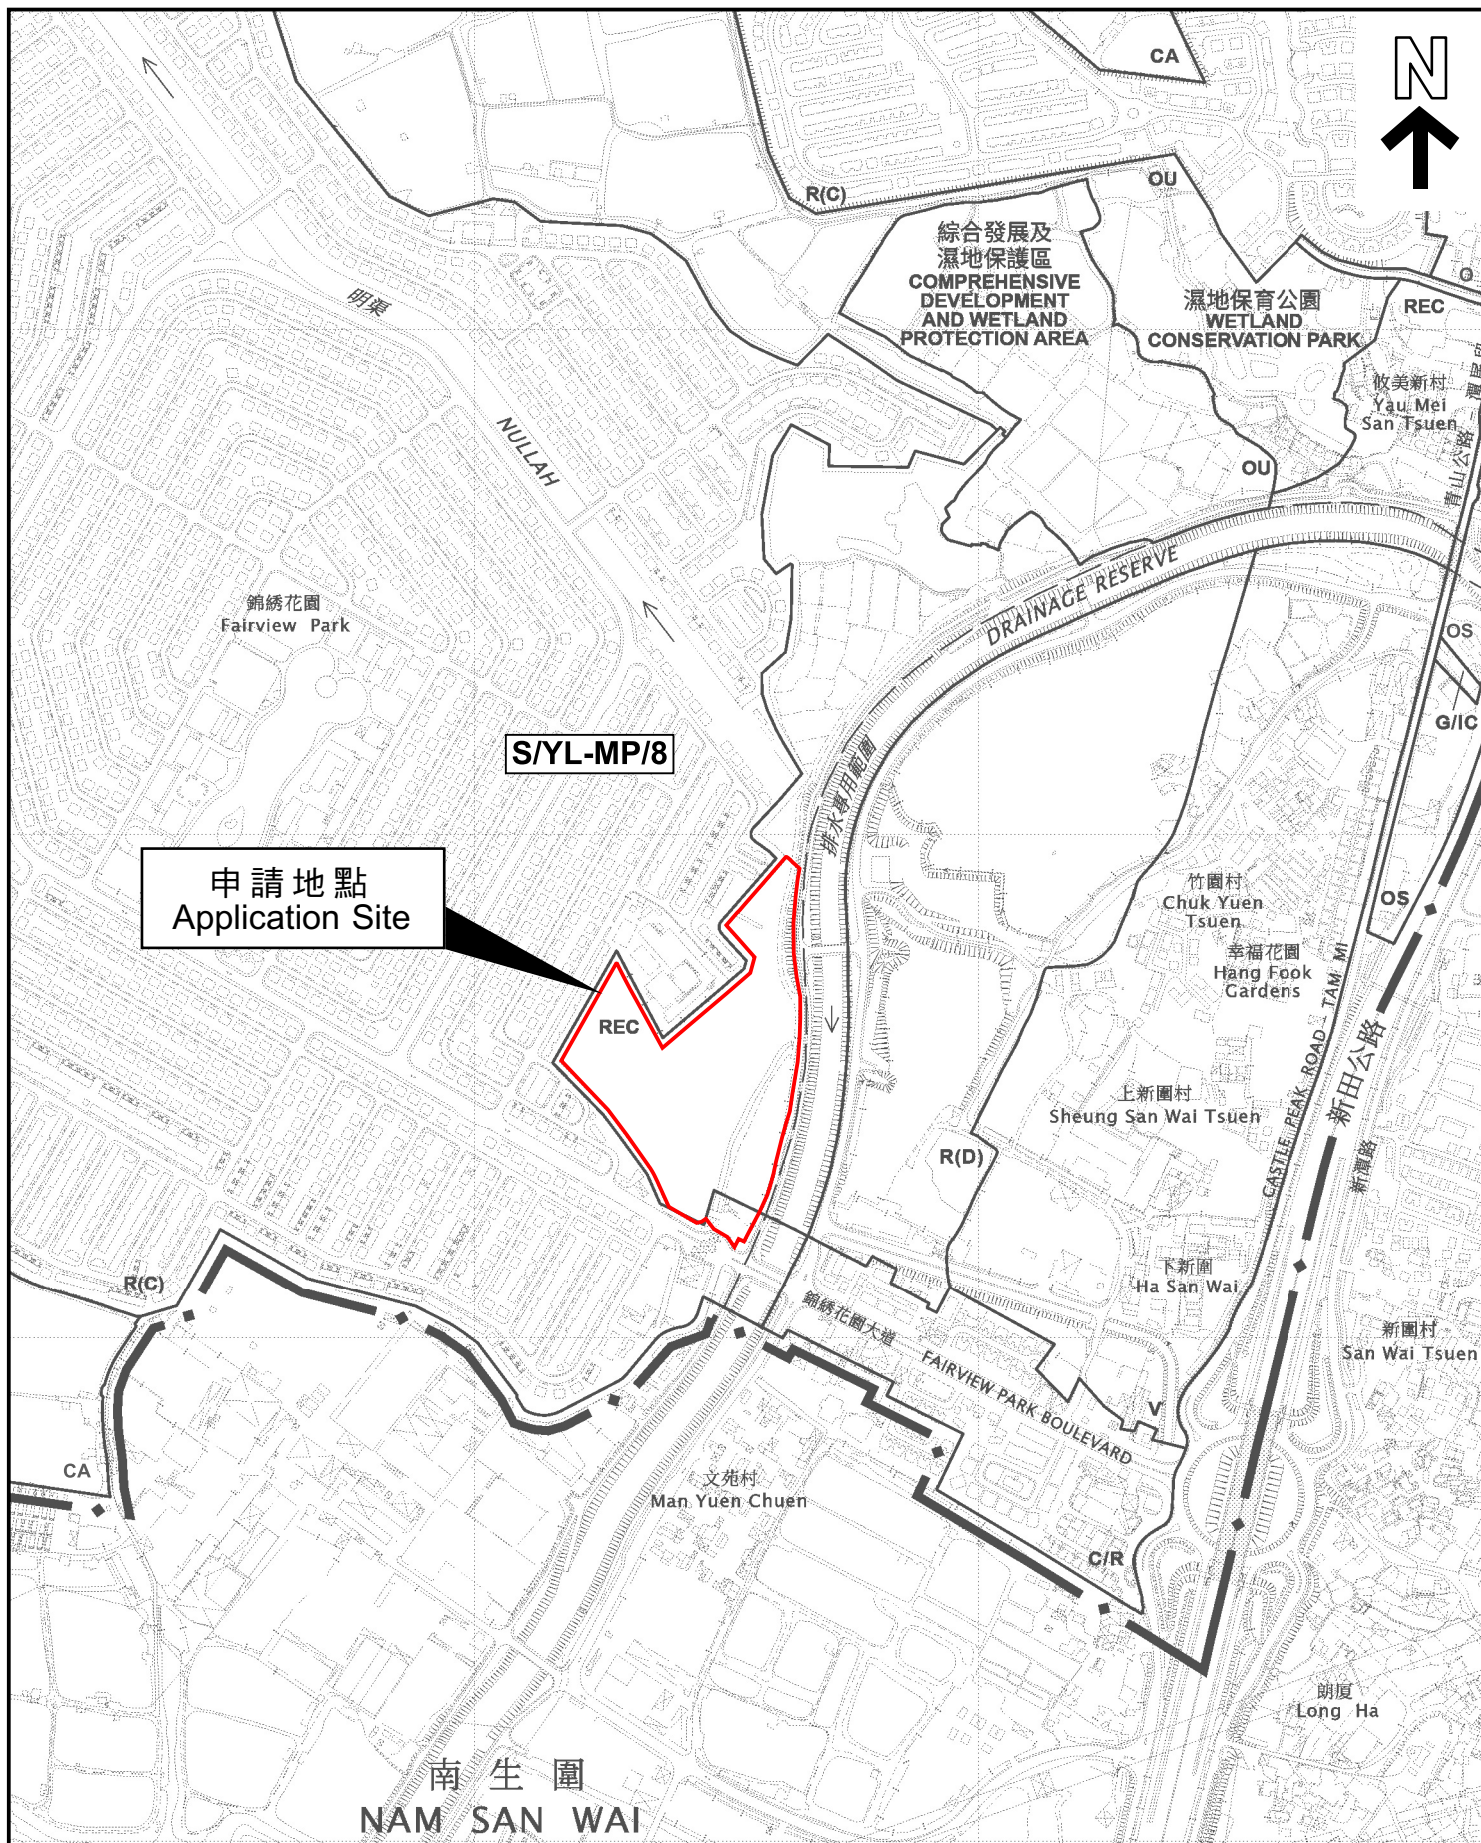 N
CA
R(C)
OU
綜合發展及
濕地保護區
COMPREHENSIVE
DEVELOPMENT
AND WETLAND
PROTECTION AREA
濕地保育公園
WETLAND
CONSERVATION PARK
O
REC
明渠
NULLAH
攸美新村
Yau Mei
San Tsuen
OU
青山公路
DRAINAGE RESERVE
排水專用範圍
錦綉花園
Fairview Park
OS
G/IC
S/YL-MP/8
申請地點
Application Site
REC
竹園村
Chuk Yuen
Tsuen
OS
幸福花園
Hang Fook
Gardens
CASTLE PEAK ROAD - TAM MI
新田公路
新潭路
上新圍村
Sheung San Wai Tsuen
R(D)
下新圍
Ha San Wai
R(C)
錦綉花園大道
FAIRVIEW PARK BOULEVARD
新圍村
San Wai Tsuen
V
CA
文苑村
Man Yuen Chuen
C/R
朗厦
Long Ha
南生圍
NAM SAN WAI